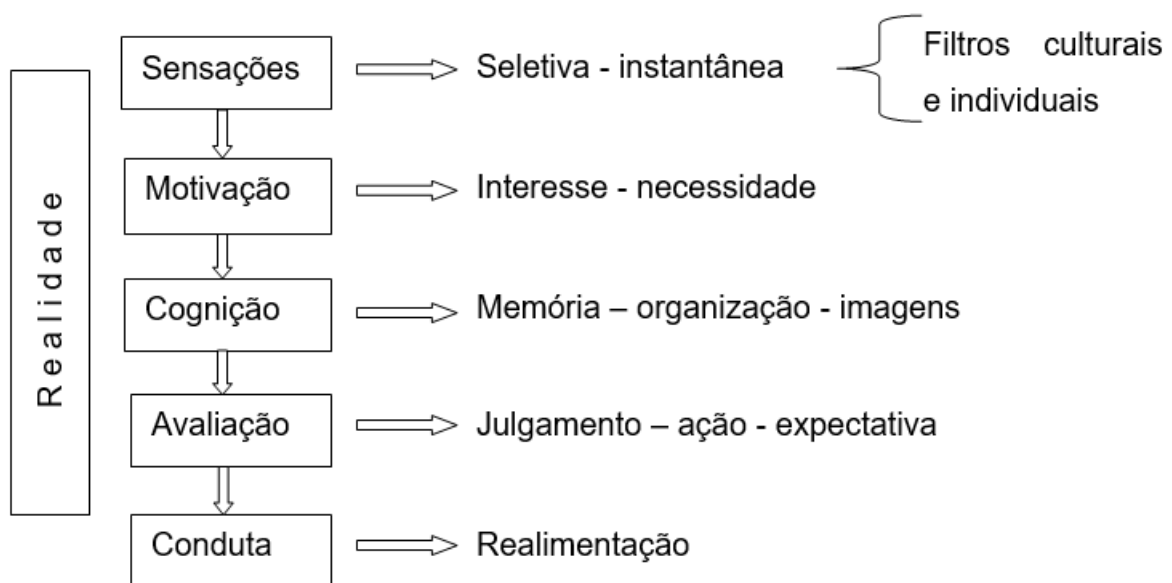 Realidade
Sensações
Seletiva - instantânea
Filtros culturais
e individuais
Motivação
Interesse - necessidade
Cognição
Memória – organização - imagens
Avaliação
Julgamento – ação - expectativa
Conduta
Realimentação